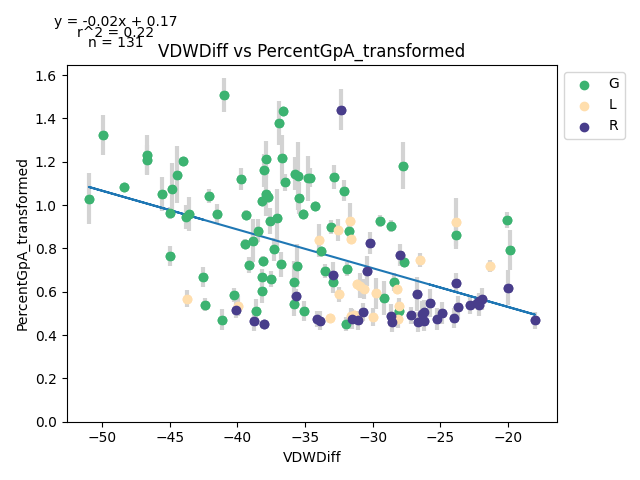 y = -0.02x + 0.17
r^2 = 0.22
n = 131
VDWDiff vs PercentGpA_transformed
G
L
R
PercentGpA_transformed
1.6
1.4
1.2
1.0
0.8
0.6
0.4
0.2
0.0
−50
−45
−40
−35
−30
−25
−20
VDWDiff